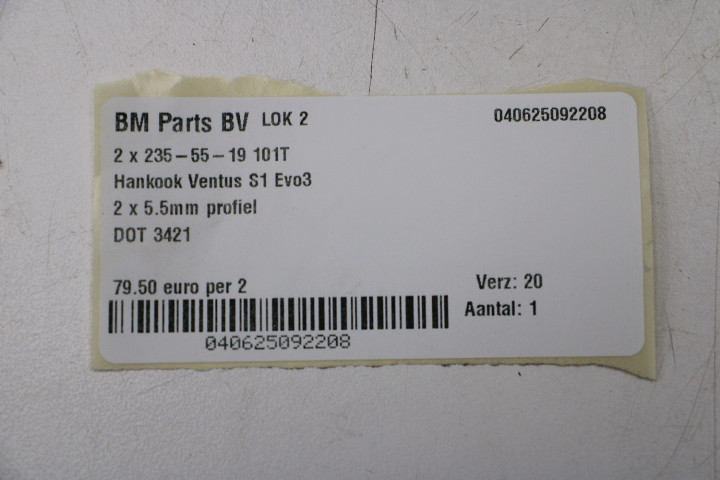 BM Parts BV LOK 2 040625092208
2 x 235-55-19 101T
Hankook Ventus S1 Evo3
2 x 5.5mm profiel
DOT 3421
79.50 euro per 2 Verz: 20
Aantal: 1
040625092208